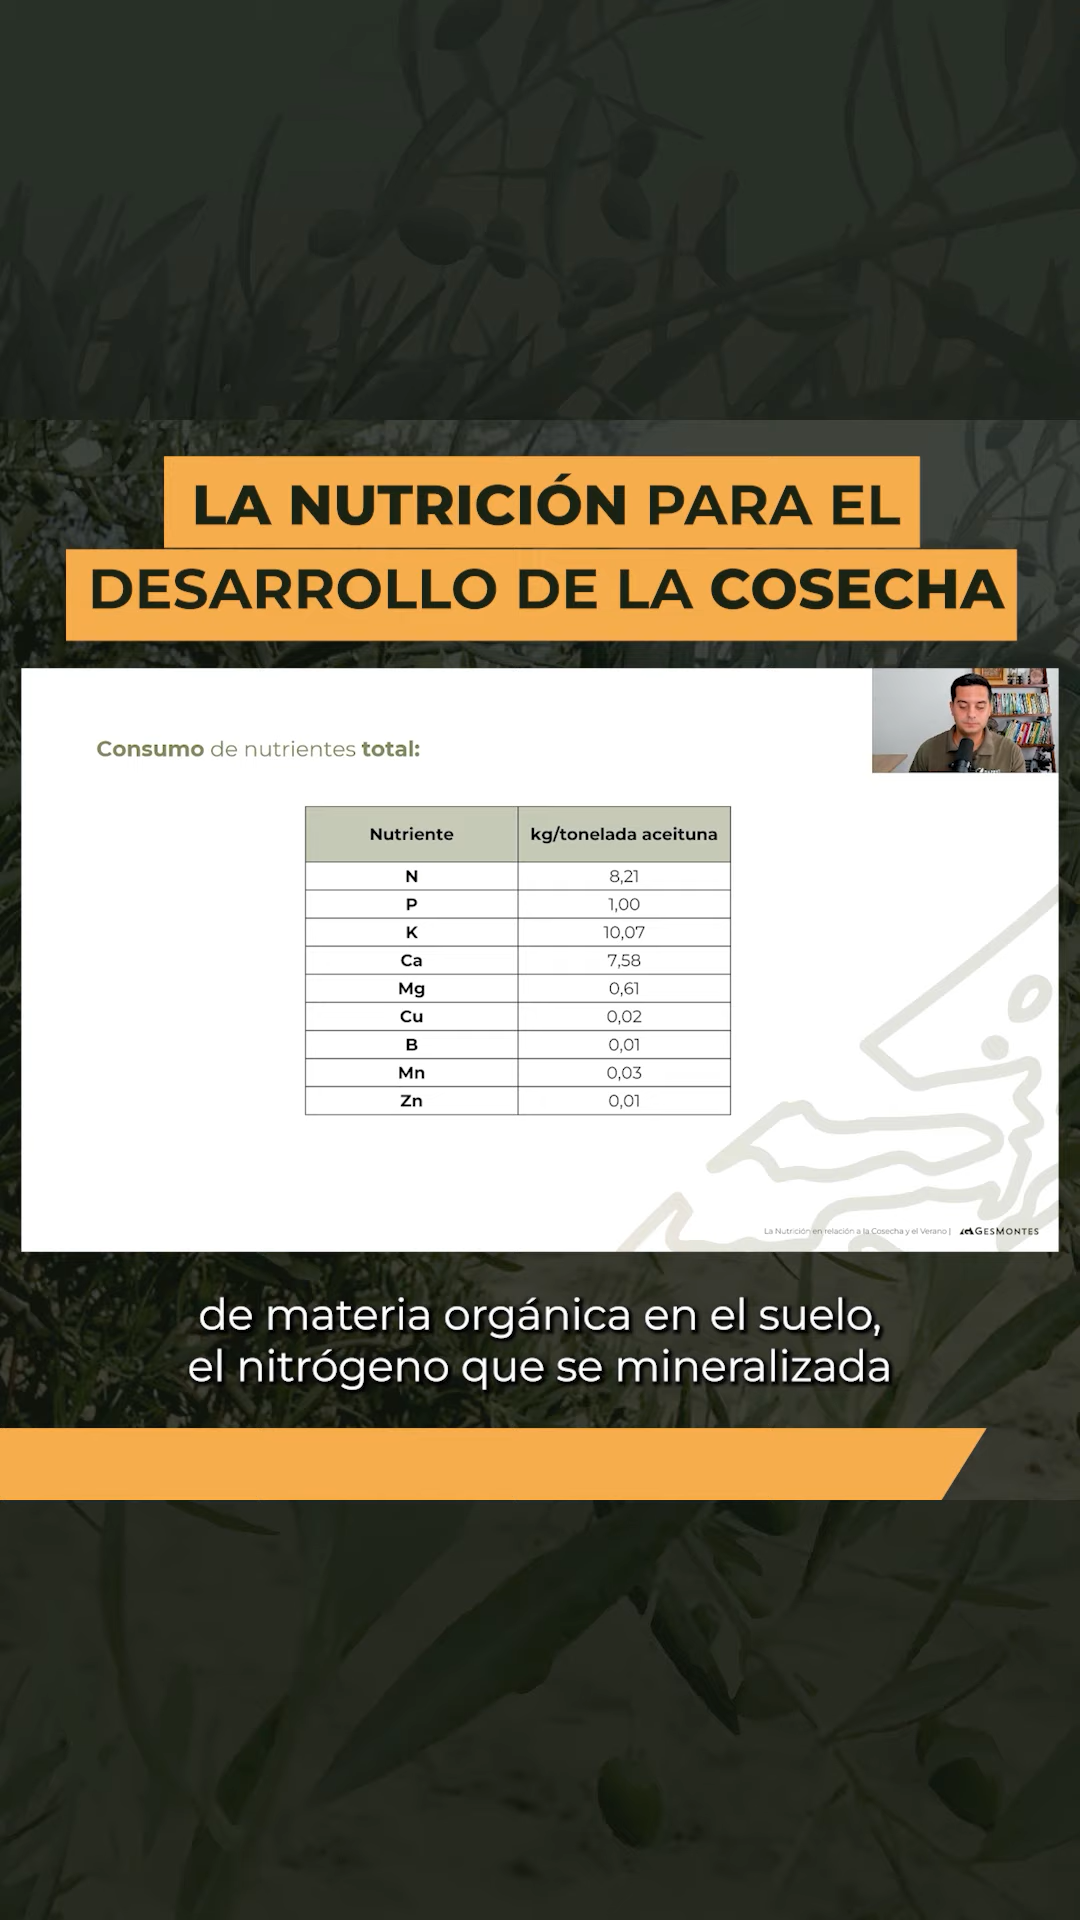 LA NUTRICIÓN PARA EL
DESARROLLO DE LA COSECHA
Consumo de nutrientes total:
Nutriente kg/tonelada aceituna
N 8,21
P 1,00
K 10,07
Ca 7,58
Mg 0,61
Cu 0,02
B 0,01
Mn 0,03
Zn 0,01
La Nutrición en relación a la Cosecha y el Verano | GESMONTES
de materia orgánica en el suelo,
el nitrógeno que se mineralizada